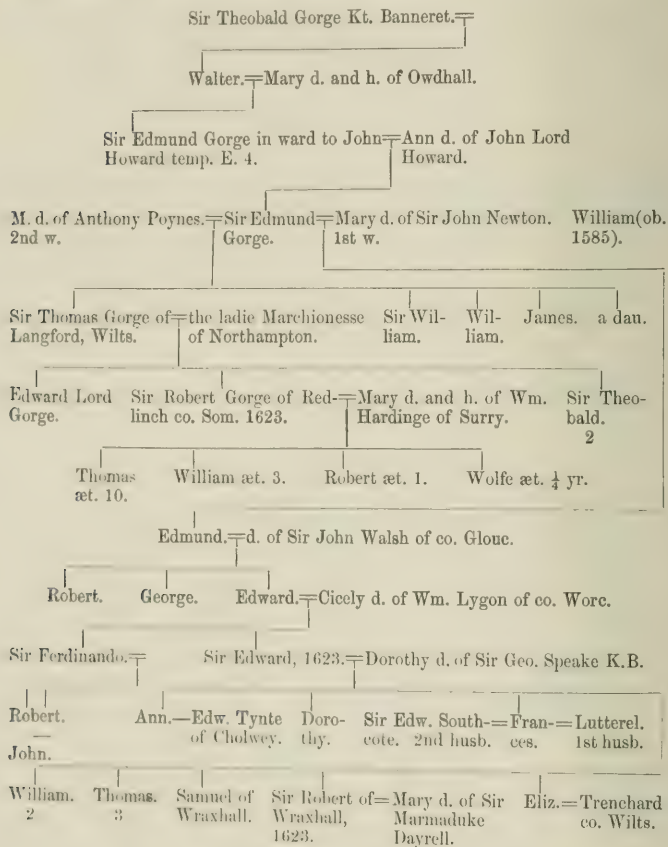 Sir Theobald Gorge Kt. Banneret.
Walter.=Mary d. and h. of Owdhall.
Sir Edmund Gorge in ward to John=Ann d. of John Lord
Howard temp. E. 4. Howard.
M. d. of Anthony Poynes.=Sir Edmund=Mary d. of Sir John Newton. William(ob.
2nd w. Gorge. 1st w. 1585).
Sir Thomas Gorge of=the ladie Marchionesse Sir Wil- Wil- James. a dau.
Langford, Wilts. of Northampton. liam. liam.
Edward Lord Sir Robert Gorge of Red-=Mary d. and h. of Wm. Sir Theo-
Gorge. linch co. Som. 1623. Hardinge of Surry. bald.
2
Thomas William æt. 3. Robert æt. 1. Wolfe æt. ¼ yr.
æt. 10.
Edmund.=d. of Sir John Walsh of co. Glouc.
Robert. George. Edward.=Cicely d. of Wm. Lygon of co. Worc.
Sir Ferdinando.= Sir Edward, 1623.=Dorothy d. of Sir Geo. Speake K.B.
Robert. Ann.—Edw. Tynte Doro- Sir Edw. South-=Fran-=Lutterel.
— of Cholwey. thy. cote. 2nd husb. ces. 1st husb.
John.
William. Thomas. Samuel of Sir Robert of=Mary d. of Sir Eliz.=Trenchard
2 3 Wraxhall. Wraxhall, Marmaduke co. Wilts.
1623. Dayrell.